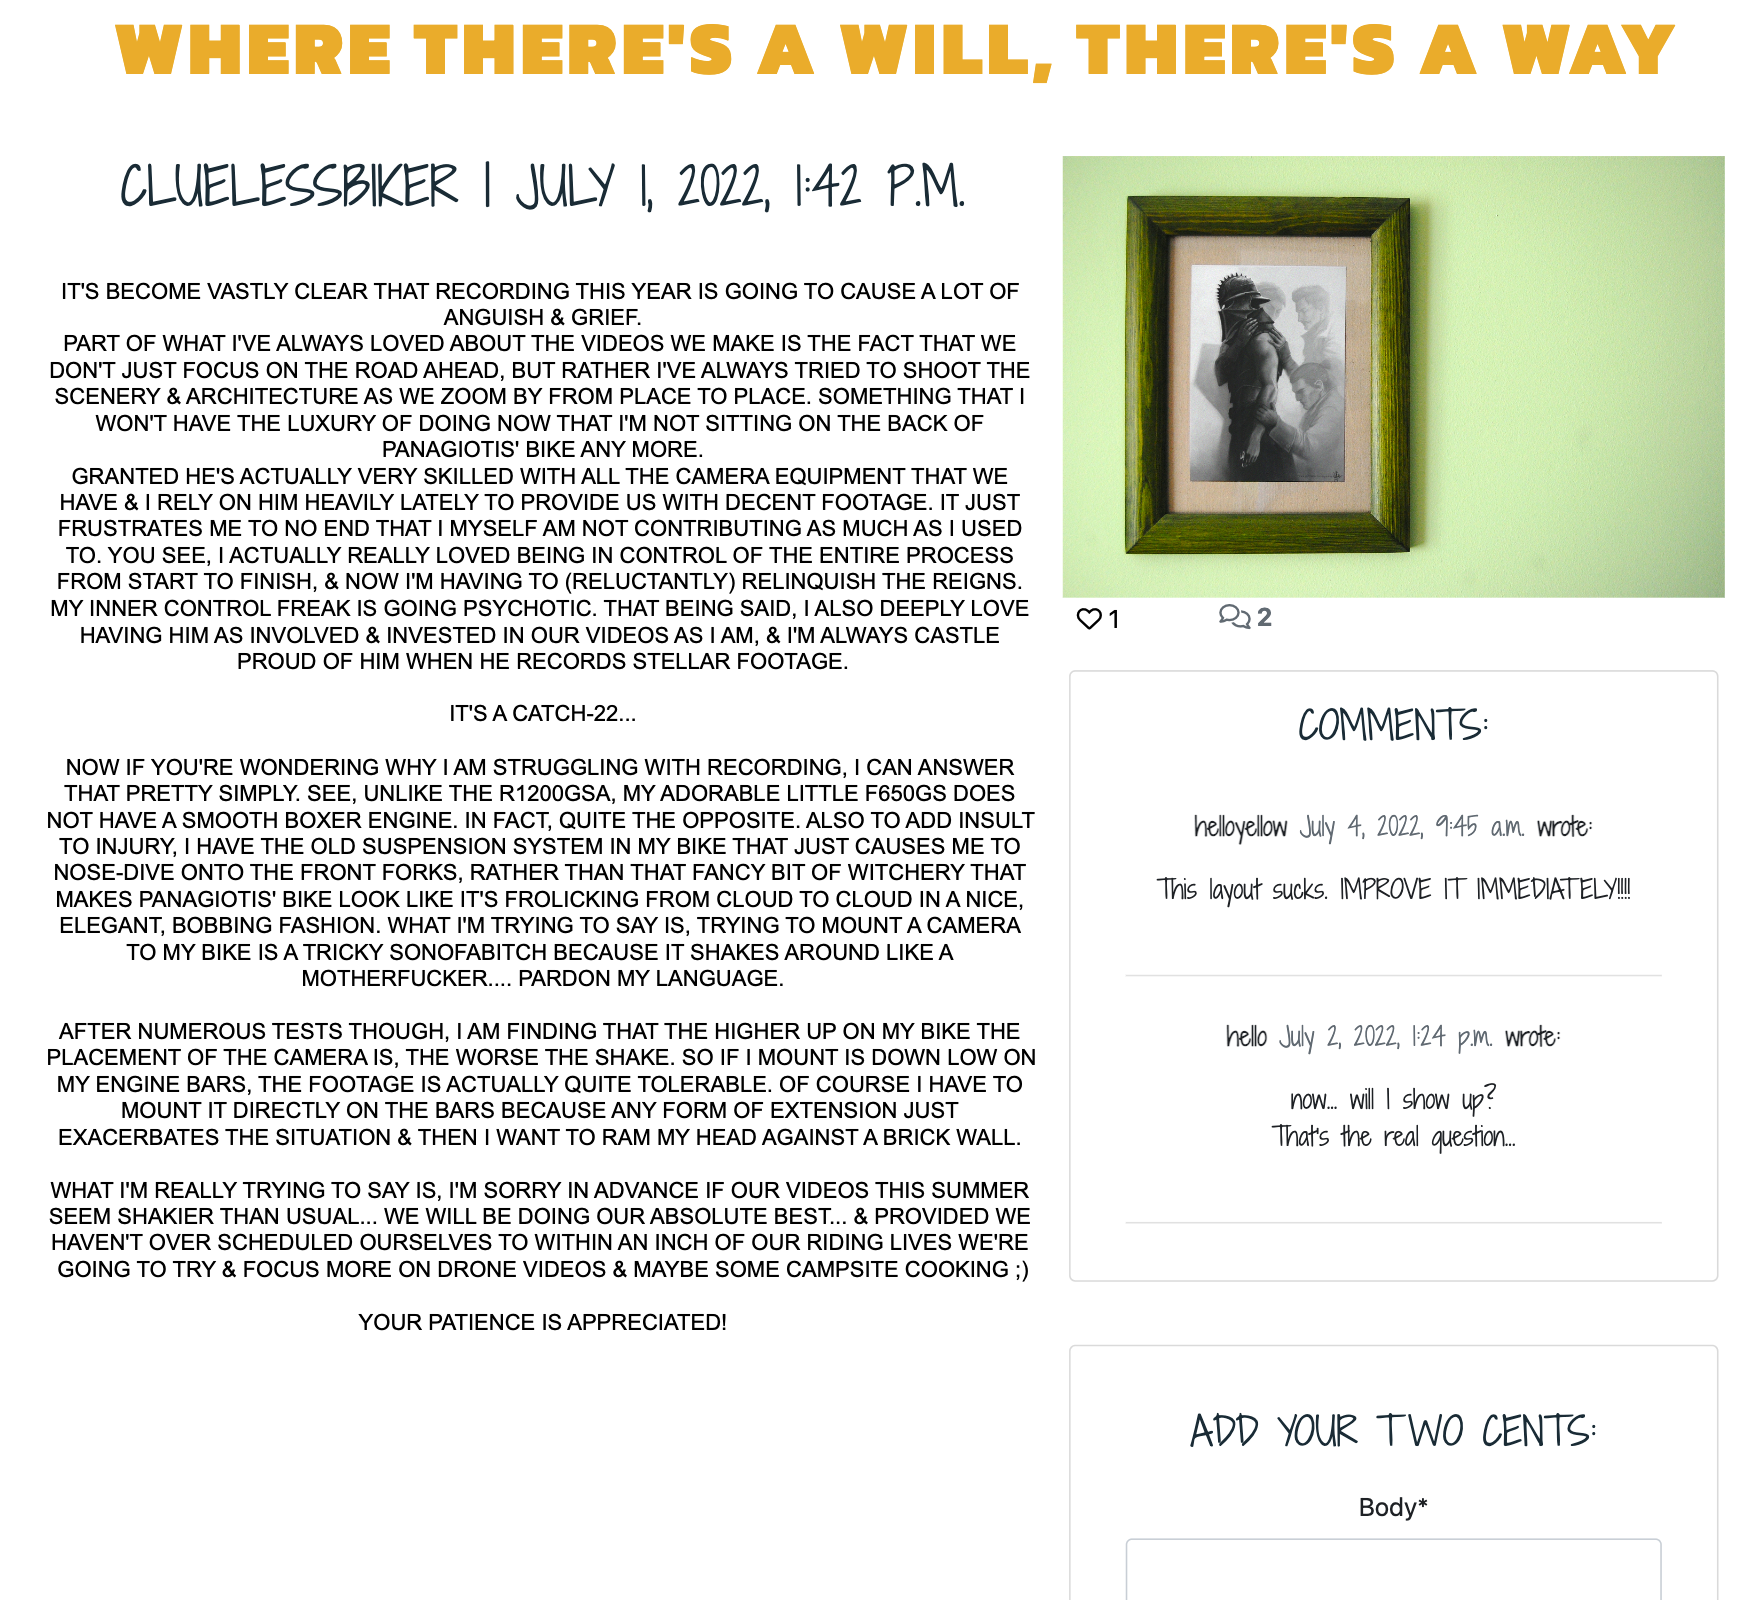 WHERE THERE'S A WILL, THERE'S A WAY
CLUELESSBIKER | JULY 1, 2022, 1:42 P.M.
IT'S BECOME VASTLY CLEAR THAT RECORDING THIS YEAR IS GOING TO CAUSE A LOT OF
ANGUISH & GRIEF.
PART OF WHAT I'VE ALWAYS LOVED ABOUT THE VIDEOS WE MAKE IS THE FACT THAT WE
DON'T JUST FOCUS ON THE ROAD AHEAD, BUT RATHER I'VE ALWAYS TRIED TO SHOOT THE
SCENERY & ARCHITECTURE AS WE ZOOM BY FROM PLACE TO PLACE. SOMETHING THAT I
WON'T HAVE THE LUXURY OF DOING NOW THAT I'M NOT SITTING ON THE BACK OF
PANAGIOTIS' BIKE ANY MORE.
GRANTED HE'S ACTUALLY VERY SKILLED WITH ALL THE CAMERA EQUIPMENT THAT WE
HAVE & I RELY ON HIM HEAVILY LATELY TO PROVIDE US WITH DECENT FOOTAGE. IT JUST
FRUSTRATES ME TO NO END THAT I MYSELF AM NOT CONTRIBUTING AS MUCH AS I USED
TO. YOU SEE, I ACTUALLY REALLY LOVED BEING IN CONTROL OF THE ENTIRE PROCESS
FROM START TO FINISH, & NOW I'M HAVING TO (RELUCTANTLY) RELINQUISH THE REIGNS.
MY INNER CONTROL FREAK IS GOING PSYCHOTIC. THAT BEING SAID, I ALSO DEEPLY LOVE
HAVING HIM AS INVOLVED & INVESTED IN OUR VIDEOS AS I AM, & I'M ALWAYS CASTLE
PROUD OF HIM WHEN HE RECORDS STELLAR FOOTAGE.
IT'S A CATCH-22...
NOW IF YOU'RE WONDERING WHY I AM STRUGGLING WITH RECORDING, I CAN ANSWER
THAT PRETTY SIMPLY. SEE, UNLIKE THE R1200GSA, MY ADORABLE LITTLE F650GS DOES
NOT HAVE A SMOOTH BOXER ENGINE. IN FACT, QUITE THE OPPOSITE. ALSO TO ADD INSULT
TO INJURY, I HAVE THE OLD SUSPENSION SYSTEM IN MY BIKE THAT JUST CAUSES ME TO
NOSE-DIVE ONTO THE FRONT FORKS, RATHER THAN THAT FANCY BIT OF WITCHERY THAT
MAKES PANAGIOTIS' BIKE LOOK LIKE IT'S FROLICKING FROM CLOUD TO CLOUD IN A NICE,
ELEGANT, BOBBING FASHION. WHAT I'M TRYING TO SAY IS, TRYING TO MOUNT A CAMERA
TO MY BIKE IS A TRICKY SONOFABITCH BECAUSE IT SHAKES AROUND LIKE A
MOTHERFUCKER.... PARDON MY LANGUAGE.
AFTER NUMEROUS TESTS THOUGH, I AM FINDING THAT THE HIGHER UP ON MY BIKE THE
PLACEMENT OF THE CAMERA IS, THE WORSE THE SHAKE. SO IF I MOUNT IS DOWN LOW ON
MY ENGINE BARS, THE FOOTAGE IS ACTUALLY QUITE TOLERABLE. OF COURSE I HAVE TO
MOUNT IT DIRECTLY ON THE BARS BECAUSE ANY FORM OF EXTENSION JUST
EXACERBATES THE SITUATION & THEN I WANT TO RAM MY HEAD AGAINST A BRICK WALL.
WHAT I'M REALLY TRYING TO SAY IS, I'M SORRY IN ADVANCE IF OUR VIDEOS THIS SUMMER
SEEM SHAKIER THAN USUAL... WE WILL BE DOING OUR ABSOLUTE BEST... & PROVIDED WE
HAVEN'T OVER SCHEDULED OURSELVES TO WITHIN AN INCH OF OUR RIDING LIVES WE'RE
GOING TO TRY & FOCUS MORE ON DRONE VIDEOS & MAYBE SOME CAMPSITE COOKING ;)
YOUR PATIENCE IS APPRECIATED!
1
2
COMMENTS:
helloyellow July 4, 2022, 9:45 a.m. wrote:
This layout sucks. IMPROVE IT IMMEDIATELY!!!!
hello July 2, 2022, 1:24 p.m. wrote:
now... will I show up?
That's the real question...
ADD YOUR TWO CENTS:
Body*